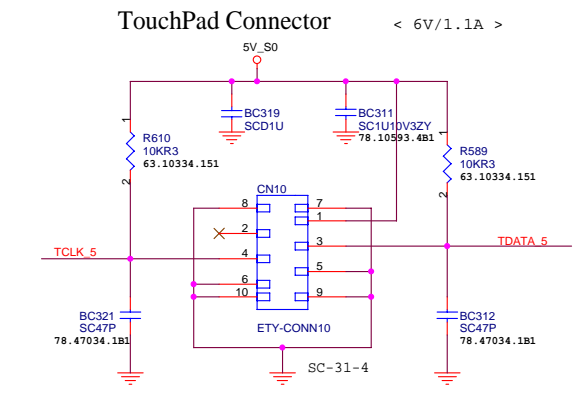 TouchPad Connector < 6V/1.1A >
5V_S0
BC319
SCD1U
BC311
SC1U10V3ZY
78.10593.4B1
1
R610
10KR3
63.10334.151
2
1
R589
10KR3
63.10334.151
2
CN10
8 7
1
2
4 3
6 5
10 9
TCLK_5
TDATA_5
ETY-CONN10
BC321
SC47P
78.47034.1B1
BC312
SC47P
78.47034.1B1
SC-31-4